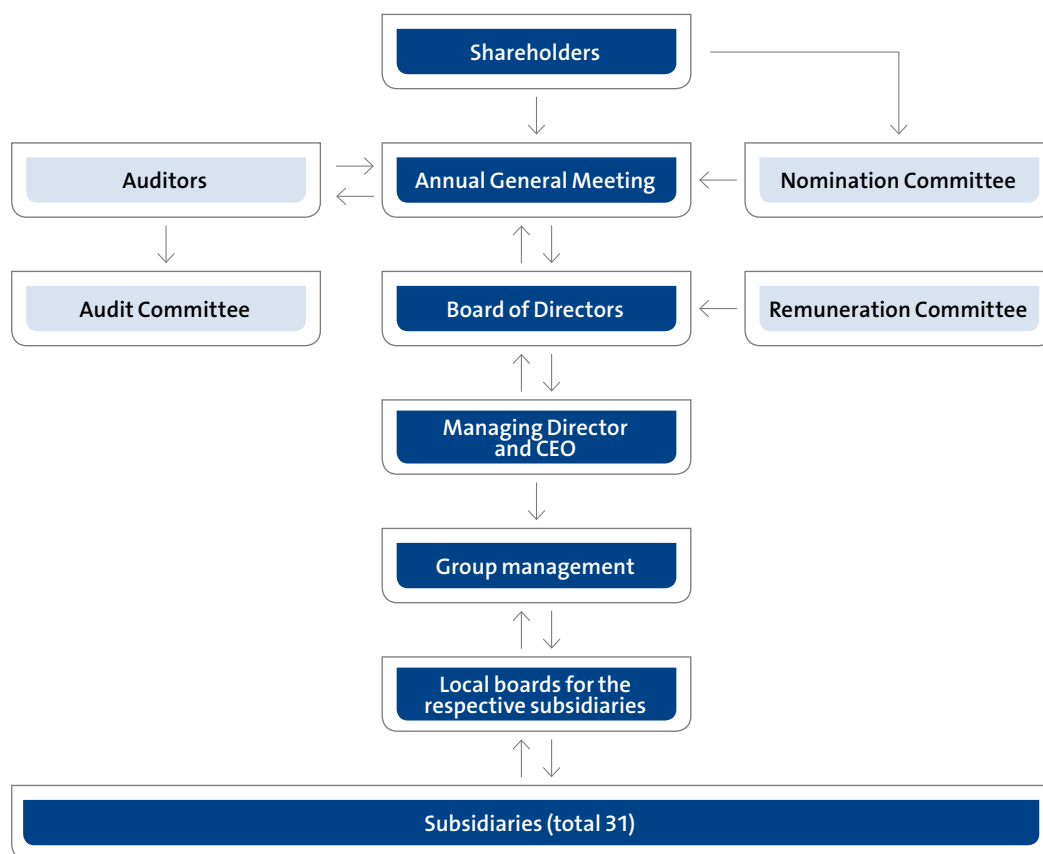 Shareholders
Auditors
Annual General Meeting
Nomination Committee
Audit Committee
Board of Directors
Remuneration Committee
Managing Director
and CEO
Group management
Local boards for the
respective subsidiaries
Subsidiaries (total 31)